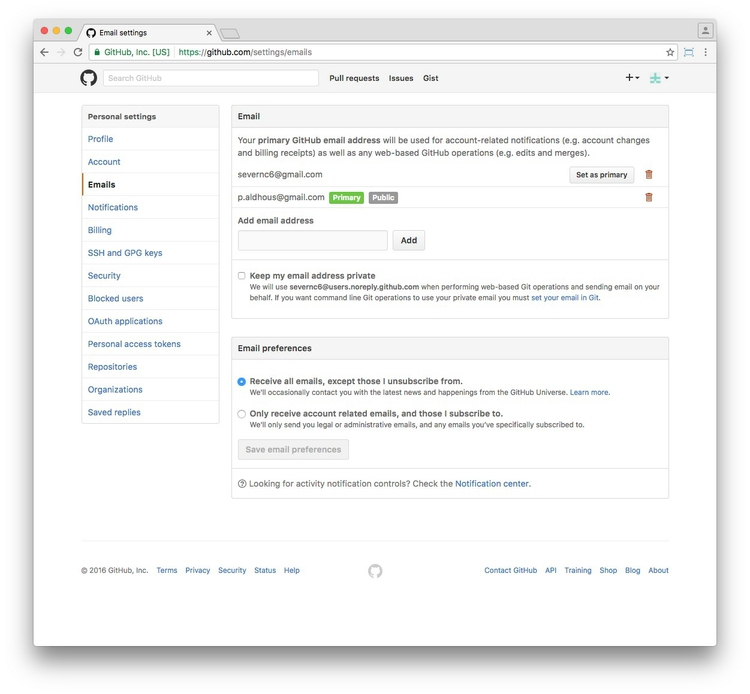 Email settings
GitHub, Inc. [US] https://github.com/settings/emails
Search GitHub
Pull requests Issues Gist
Personal settings
Profile
Account
Emails
Notifications
Billing
SSH and GPG keys
Security
Blocked users
OAuth applications
Personal access tokens
Repositories
Organizations
Saved replies
Email
Your primary GitHub email address will be used for account-related notifications (e.g. account changes
and billing receipts) as well as any web-based GitHub operations (e.g. edits and merges).
severnc6@gmail.com Set as primary
p.aldhous@gmail.com Primary Public
Add email address
Add
Keep my email address private
We will use severnc6@users.noreply.github.com when performing web-based Git operations and sending email on your
behalf. If you want command line Git operations to use your private email you must set your email in Git.
Email preferences
Receive all emails, except those I unsubscribe from.
We'll occasionally contact you with the latest news and happenings from the GitHub Universe. Learn more.
Only receive account related emails, and those I subscribe to.
We'll only send you legal or administrative emails, and any emails you've specifically subscribed to.
Save email preferences
Looking for activity notification controls? Check the Notification center.
© 2016 GitHub, Inc. Terms Privacy Security Status Help
Contact GitHub API Training Shop Blog About